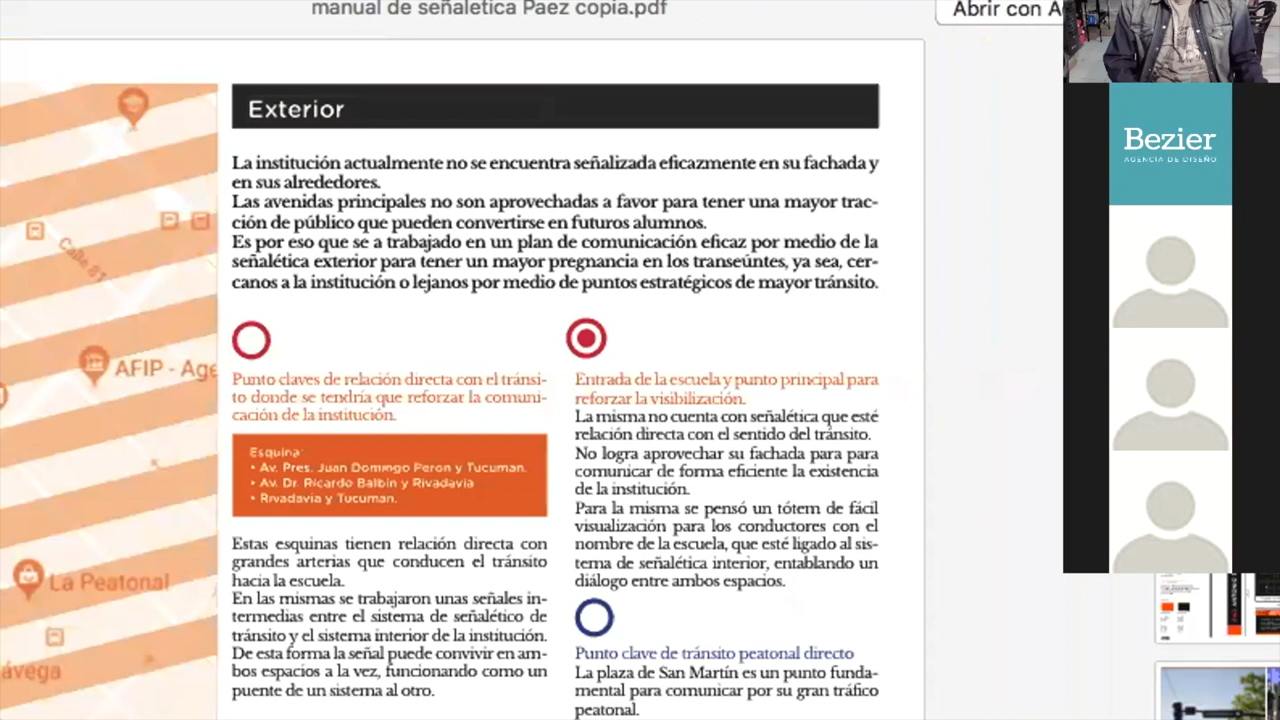 manual de señaletica Paez copia.pdf
Abrir con
Exterior
La institución actualmente no se encuentra señalizada eficazmente en su fachada y
en sus alrededores.
Las avenidas principales no son aprovechadas a favor para tener una mayor trac-
ción de público que pueden convertirse en futuros alumnos.
Es por eso que se a trabajado en un plan de comunicación eficaz por medio de la
señalética exterior para tener un mayor pregnancia en los transeúntes, ya sea, cer-
canos a la institución o lejanos por medio de puntos estratégicos de mayor tránsito.
Calle 81
AFIP - Age
La Peatonal
ávega
Punto claves de relación directa con el tránsi-
to donde se tendría que reforzar la comuni-
cación de la institución.
Esquina:
• Av. Pres. Juan Domingo Peron y Tucuman.
• Av. Dr. Ricardo Balbin y Rivadavia
• Rivadavia y Tucuman.
Estas esquinas tienen relación directa con
grandes arterias que conducen el tránsito
hacia la escuela.
En las mismas se trabajaron unas señales in-
termedias entre el sistema de señalético de
tránsito y el sistema interior de la institución.
De esta forma la señal puede convivir en am-
bos espacios a la vez, funcionando como un
puente de un sistema al otro.
Entrada de la escuela y punto principal para
reforzar la visibilización.
La misma no cuenta con señalética que esté
relación directa con el sentido del tránsito.
No logra aprovechar su fachada para para
comunicar de forma eficiente la existencia
de la institución.
Para la misma se pensó un tótem de fácil
visualización para los conductores con el
nombre de la escuela, que esté ligado al sis-
tema de señalética interior, entablando un
diálogo entre ambos espacios.
Punto clave de tránsito peatonal directo
La plaza de San Martín es un punto funda-
mental para comunicar por su gran tráfico
peatonal.
Bezier
AGENCIA DE DISEÑO